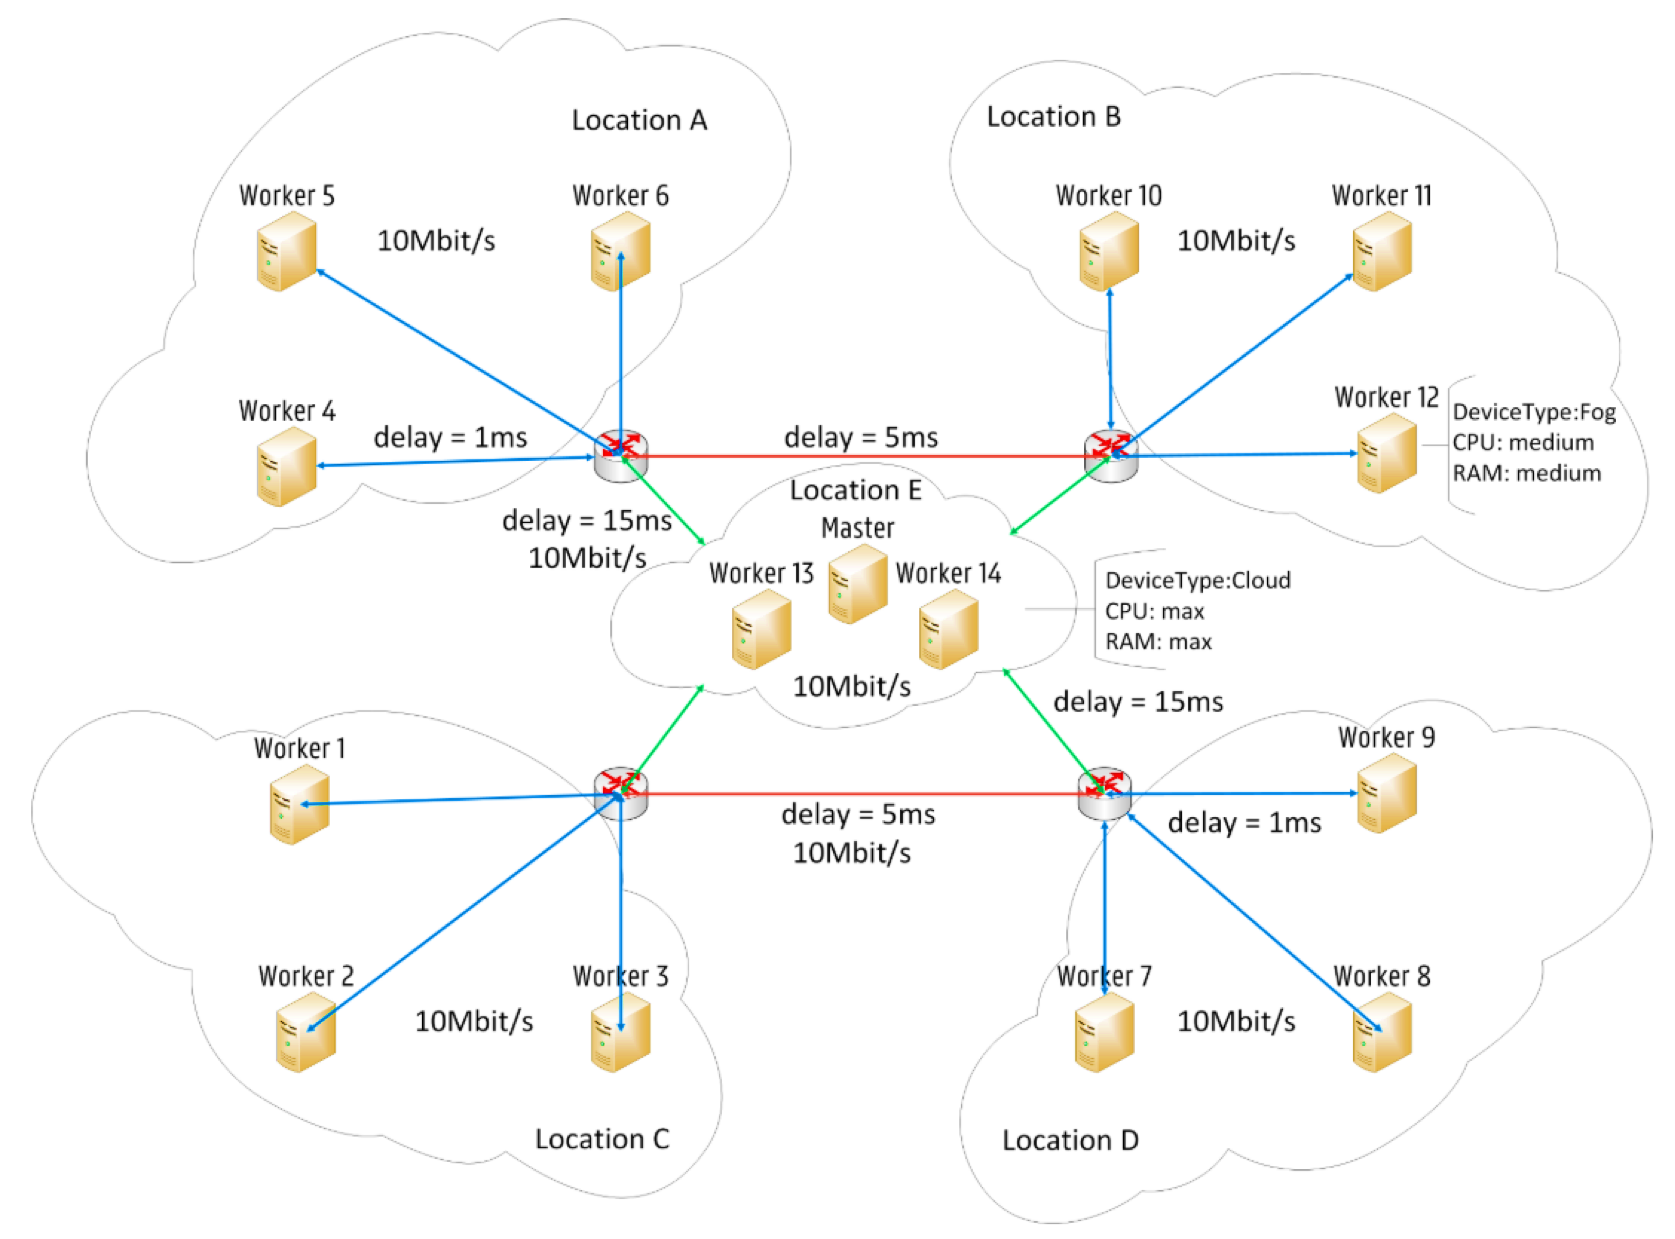 Location A
Worker 5
Worker 6
10Mbit/s
Worker 4
delay = 1ms
Location B
Worker 10
Worker 11
10Mbit/s
Worker 12
DeviceType:Fog
CPU: medium
RAM: medium
delay = 5ms
delay = 15ms
10Mbit/s
Location E
Master
Worker 13
Worker 14
10Mbit/s
DeviceType:Cloud
CPU: max
RAM: max
delay = 15ms
Worker 1
Worker 2
Worker 3
10Mbit/s
Location C
delay = 5ms
10Mbit/s
Worker 9
delay = 1ms
Worker 7
Worker 8
10Mbit/s
Location D